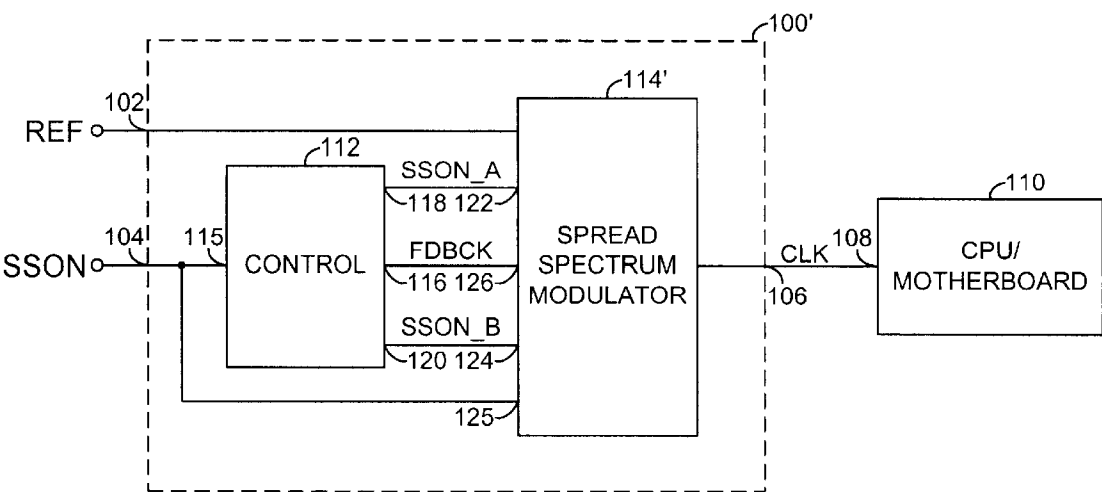 100'
114'
102
REF
112
SSON_A
118 122
110
104
115
SSON
CONTROL
FDBCK
116 126
SPREAD
SPECTRUM
MODULATOR
CLK
108
106
CPU/
MOTHERBOARD
SSON_B
120 124
125